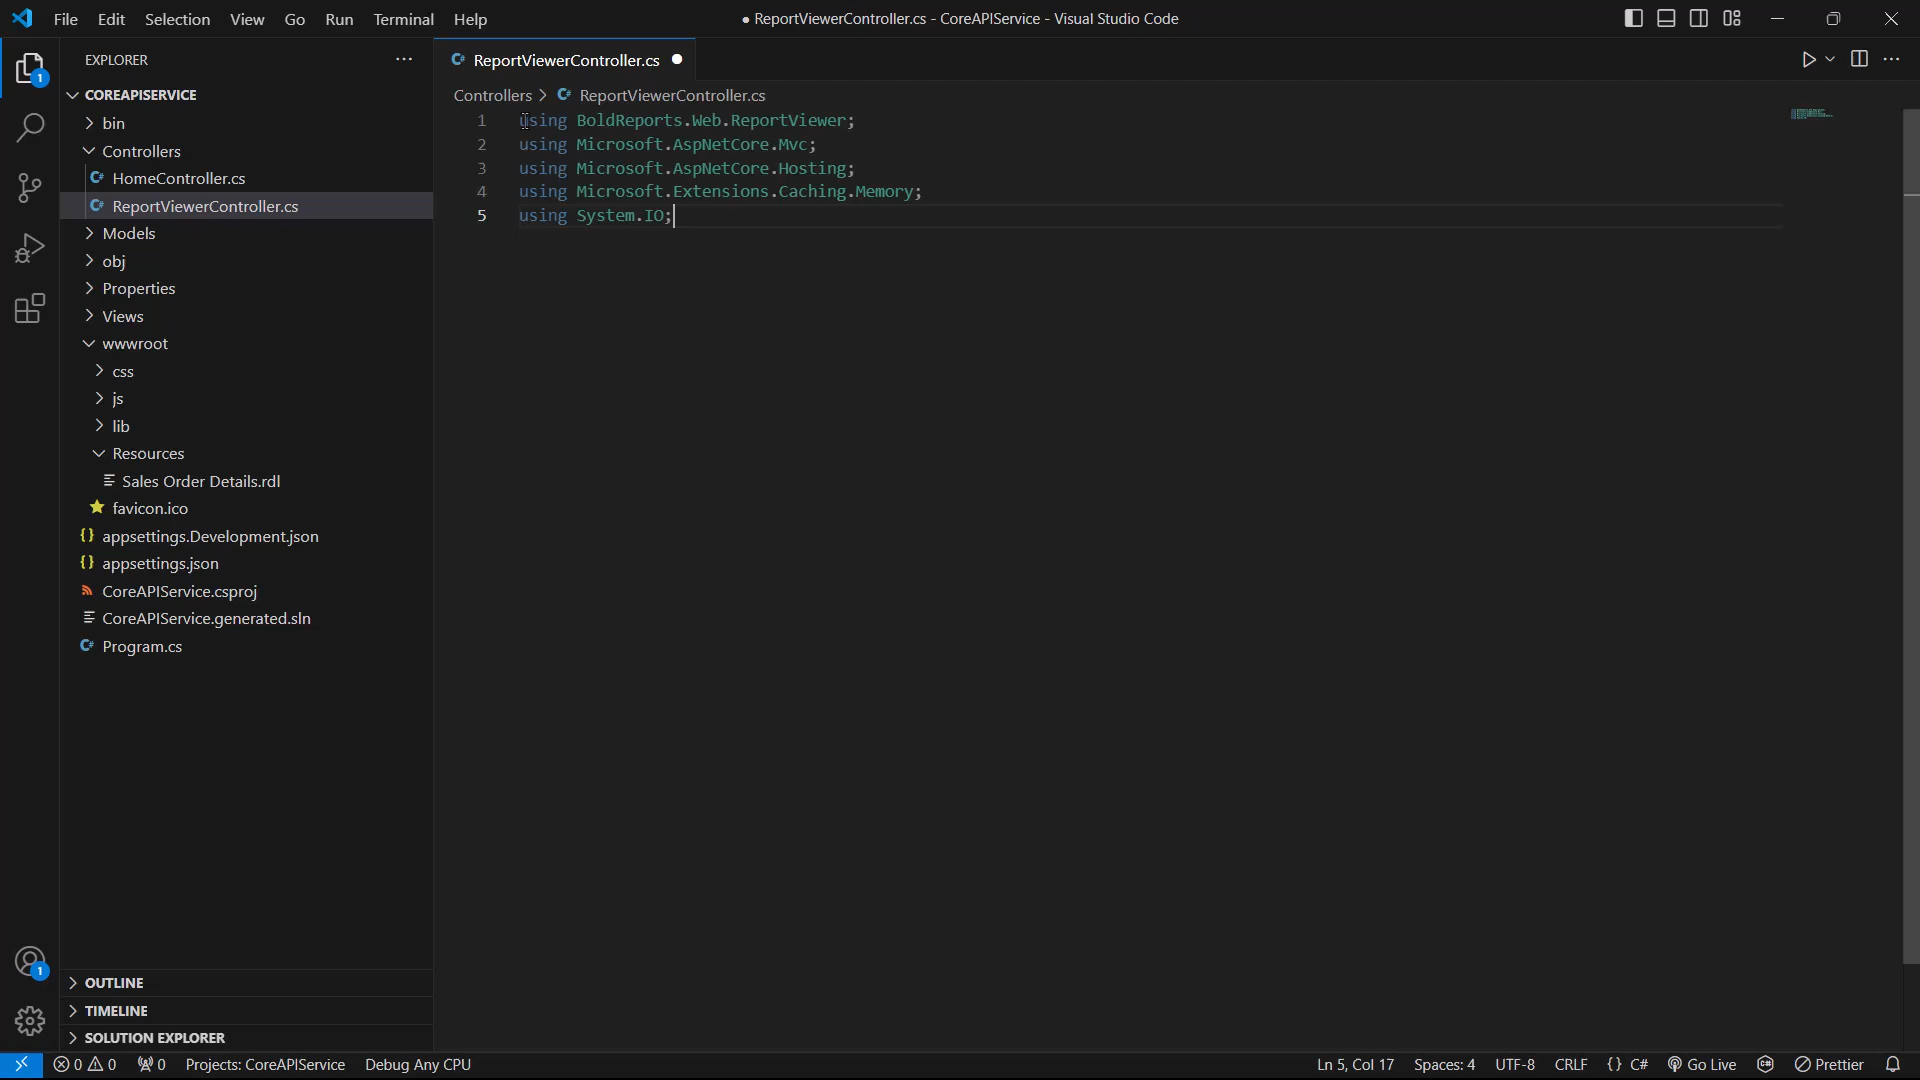 File Edit Selection View Go Run Terminal Help
● ReportViewerController.cs - CoreAPIService - Visual Studio Code
EXPLORER
COREAPISERVICE
bin
Controllers
HomeController.cs
ReportViewerController.cs
Models
obj
Properties
Views
wwwroot
css
js
lib
Resources
Sales Order Details.rdl
favicon.ico
appsettings.Development.json
appsettings.json
CoreAPIService.csproj
CoreAPIService.generated.sln
Program.cs
OUTLINE
TIMELINE
SOLUTION EXPLORER
1
1
ReportViewerController.cs
Controllers > ReportViewerController.cs
1 using BoldReports.Web.ReportViewer;
2 using Microsoft.AspNetCore.Mvc;
3 using Microsoft.AspNetCore.Hosting;
4 using Microsoft.Extensions.Caching.Memory;
5 using System.IO;
0 0 0 Projects: CoreAPIService Debug Any CPU
Ln 5, Col 17 Spaces: 4 UTF-8 CRLF {} C# Go Live Prettier